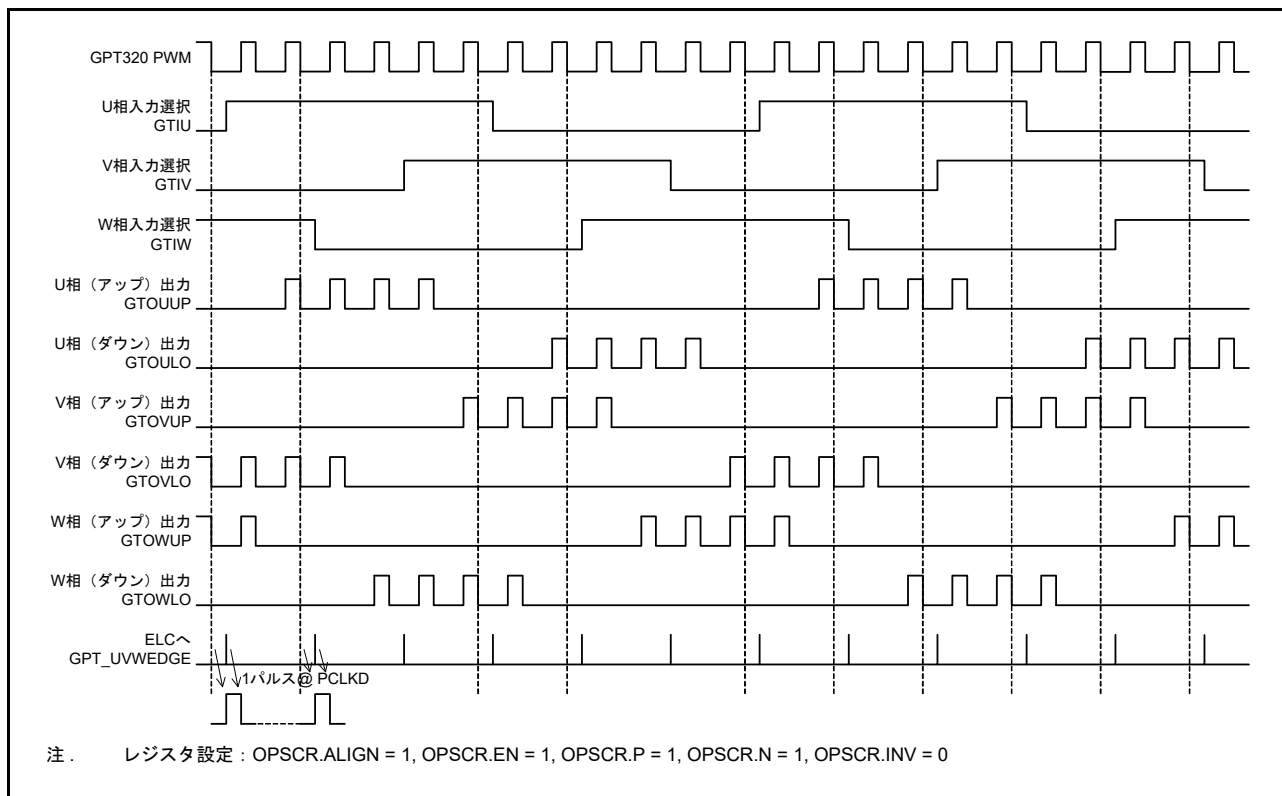 GPT320 PWM
U相入力選択
GTIU
V相入力選択
GTIV
W相入力選択
GTIW
U相（アップ）出力
GTOUUP
U相（ダウン）出力
GTOULO
V相（アップ）出力
GTOVUP
V相（ダウン）出力
GTOVLO
W相（アップ）出力
GTOWUP
W相（ダウン）出力
GTOWLO
ELCへ
GPT_UVWEDGE
1パルス@ PCLKD
注． レジスタ設定：OPSCR.ALIGN = 1, OPSCR.EN = 1, OPSCR.P = 1, OPSCR.N = 1, OPSCR.INV = 0